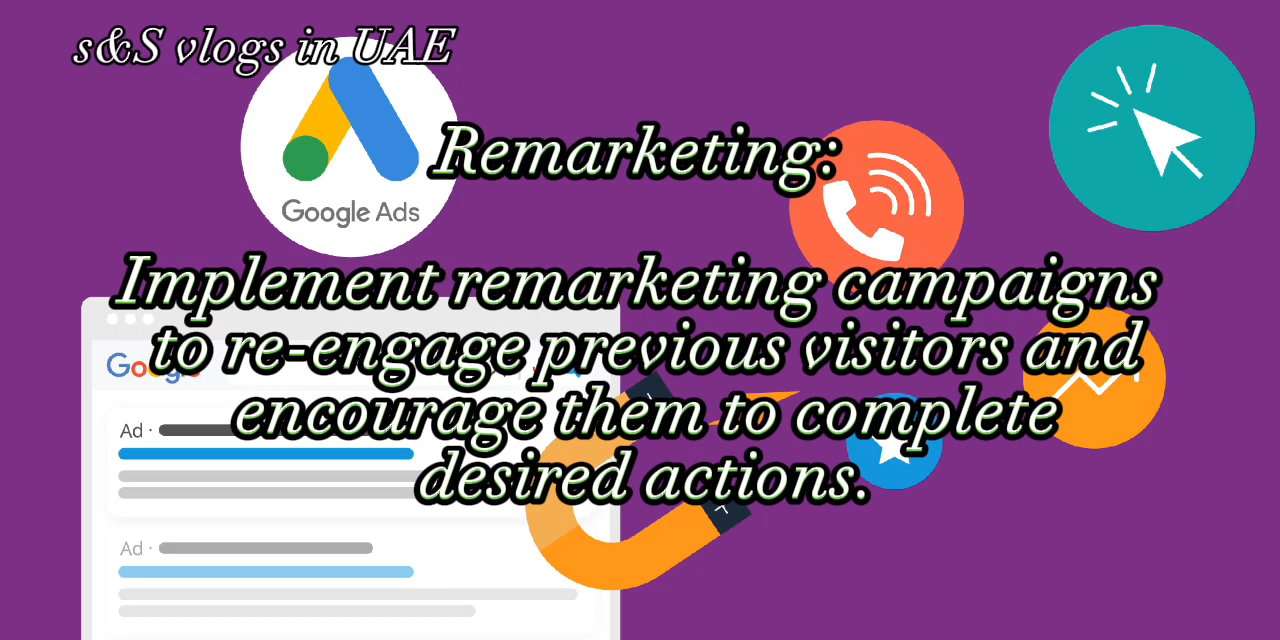 s&S vlogs in UAE
Google Ads
Remarketing:
Implement remarketing campaigns
to re-engage previous visitors and
encourage them to complete
desired actions.
Google
Ad ·
Ad ·